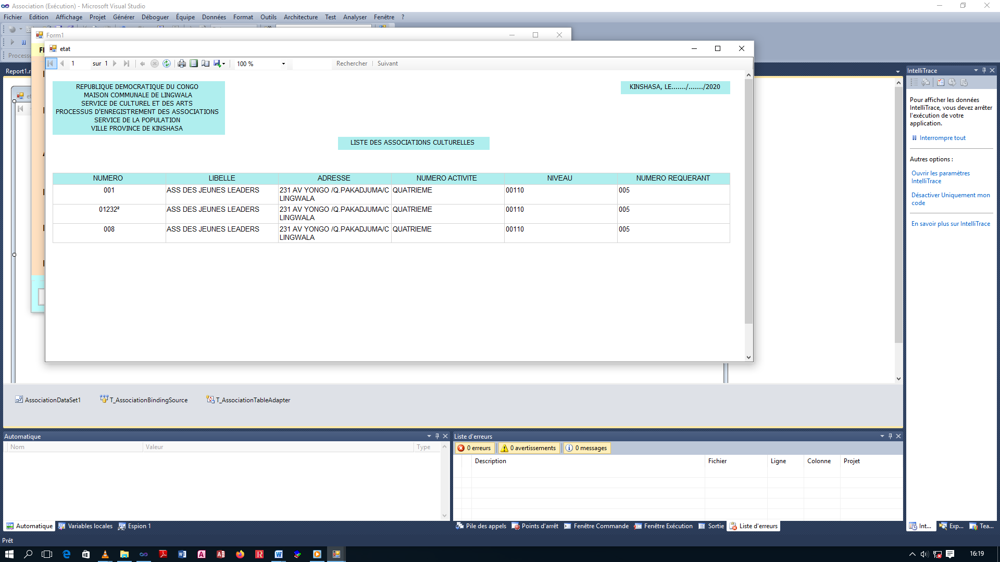 Association (Exécution) - Microsoft Visual Studio
Fichier Edition Affichage Projet Générer Déboguer Équipe Données Format Outils Architecture Test Analyser Fenêtre ?
Form1
etat
1 sur 1 100 % Rechercher Suivant
Report1.r
REPUBLIQUE DEMOCRATIQUE DU CONGO
MAISON COMMUNALE DE LINGWALA
SERVICE DE CULTUREL ET DES ARTS
PROCESSUS D'ENREGISTREMENT DES ASSOCIATIONS
SERVICE DE LA POPULATION
VILLE PROVINCE DE KINSHASA
KINSHASA, LE......./......./2020
LISTE DES ASSOCIATIONS CULTURELLES
NUMERO LIBELLE ADRESSE NUMERO ACTIVITE NIVEAU NUMERO REQUERANT
001 ASS DES JEUNES LEADERS 231 AV YONGO /Q.PAKADJUMA/C LINGWALA QUATRIEME 00110 005
01232² ASS DES JEUNES LEADERS 231 AV YONGO /Q.PAKADJUMA/C LINGWALA QUATRIEME 00110 005
008 ASS DES JEUNES LEADERS 231 AV YONGO /Q.PAKADJUMA/C LINGWALA QUATRIEME 00110 005
IntelliTrace
Pour afficher les données
IntelliTrace, vous devez arrêter
l'exécution de votre
application.
Interrompre tout
Autres options :
Ouvrir les paramètres
IntelliTrace
Désactiver Uniquement mon
code
En savoir plus sur IntelliTrace
AssociationDataSet1 T_AssociationBindingSource T_AssociationTableAdapter
Automatique
Nom Valeur Type
Liste d'erreurs
0 erreurs 0 avertissements 0 messages
Description Fichier Ligne Colonne Projet
Automatique Variables locales Espion 1
Pile des appels Points d'arrêt Fenêtre Commande Fenêtre Exécution Sortie Liste d'erreurs
Int... Exp... Tea...
Prêt
16:19